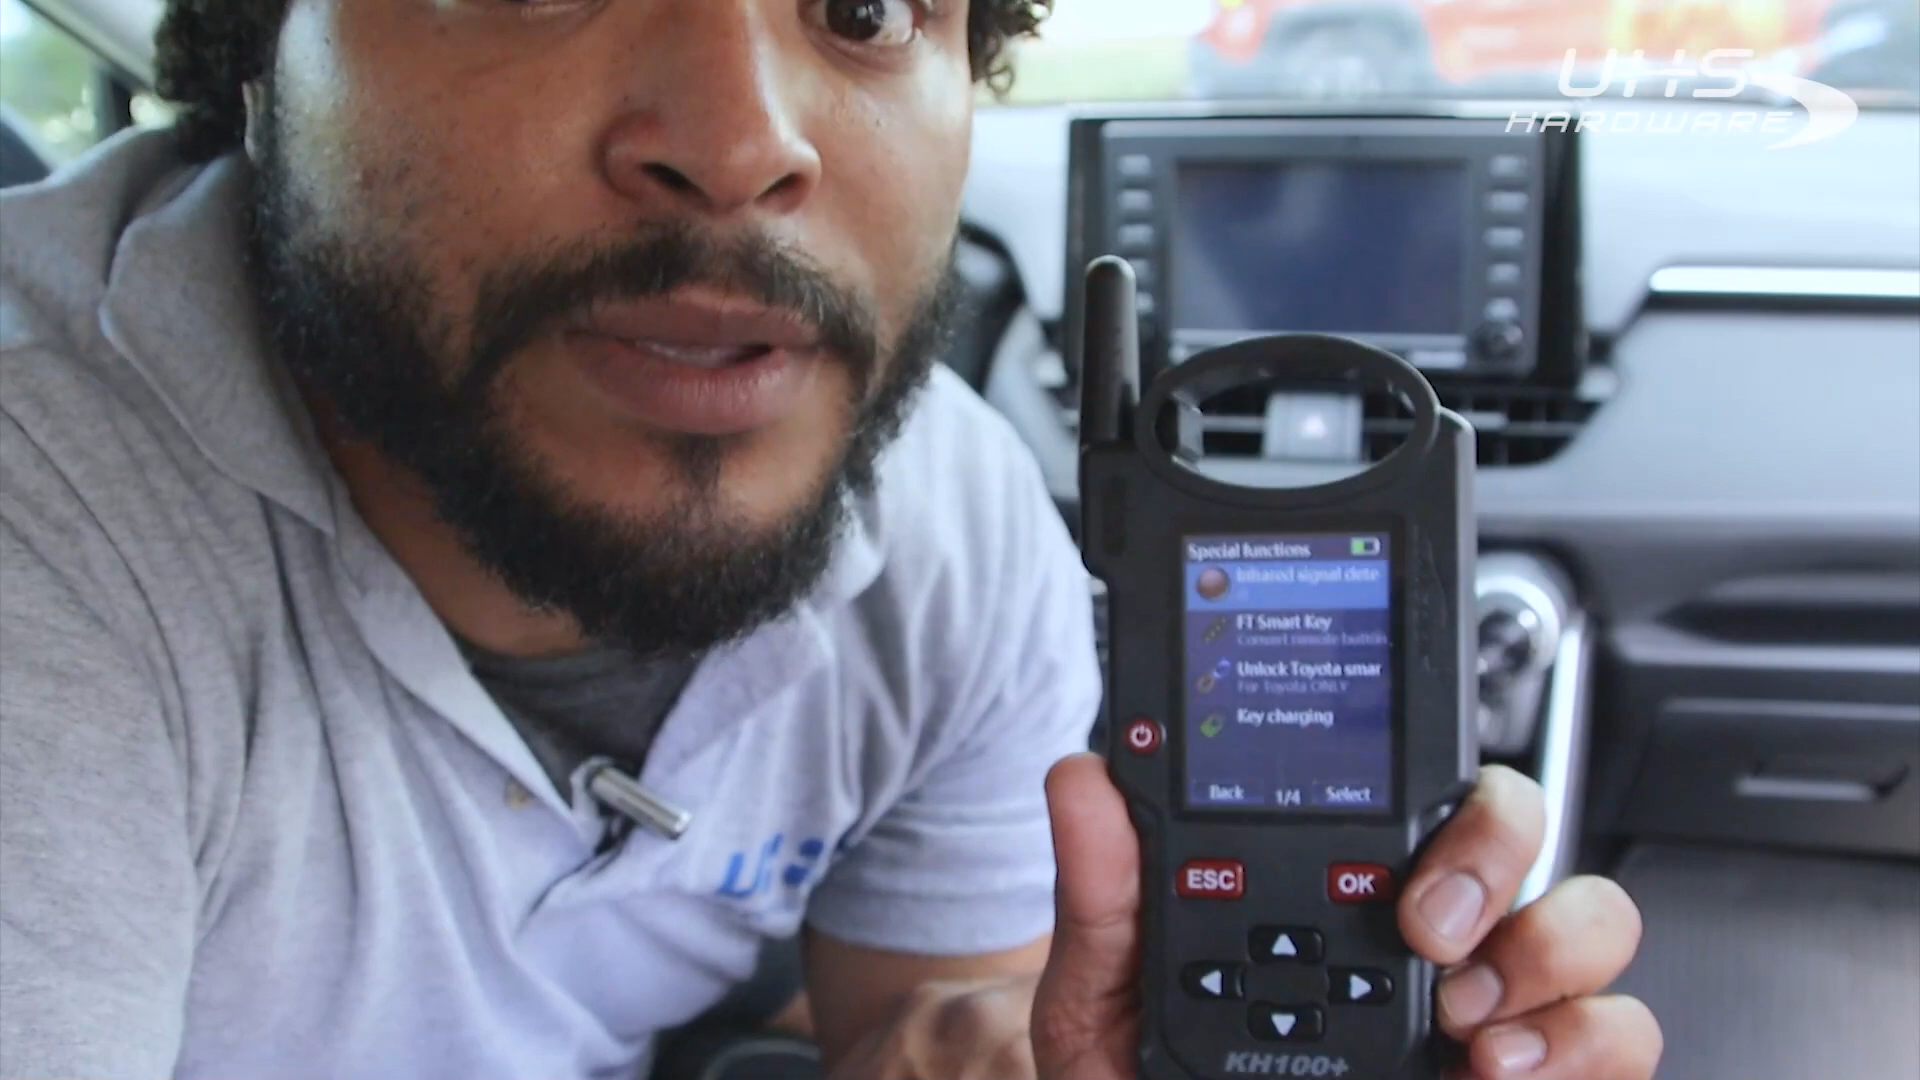 UHS
HARDWARE
Special functions
Infrared signal dete
FT Smart Key
Convert remote button
Unlock Toyota smar
For Toyota ONLY
Key charging
Back 1/4 Select
ESC OK
KH100+